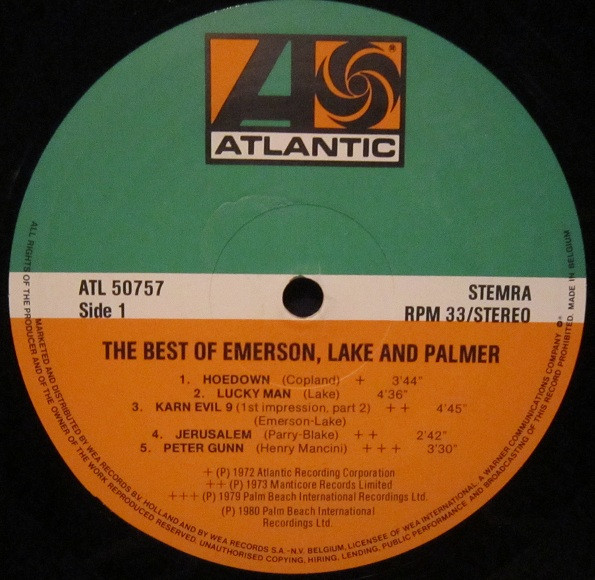 ATLANTIC
ATL 50757
Side 1
STEMRA
RPM 33/STEREO
THE BEST OF EMERSON, LAKE AND PALMER
1. HOEDOWN (Copland) + 3'44"
2. LUCKY MAN (Lake) 4'36"
3. KARN EVIL 9 (1st impression, part 2) + + 4'45"
(Emerson-Lake)
4. JERUSALEM (Parry-Blake) + + 2'42"
5. PETER GUNN (Henry Mancini) + + + 3'30"
+ (P) 1972 Atlantic Recording Corporation
+ + (P) 1973 Manticore Records Limited
+ + + (P) 1979 Palm Beach International Recordings Ltd.
(P) 1980 Palm Beach International
Recordings Ltd.
ALL RIGHTS OF THE PRODUCER AND OF THE OWNER OF THE WORK REPRODUCED RESERVED. UNAUTHORISED COPYING, HIRING, LENDING, PUBLIC PERFORMANCE AND BROADCASTING OF THIS RECORD PROHIBITED. MADE IN BELGIUM
MARKETED AND DISTRIBUTED BY WEA RECORDS B.V. HOLLAND AND BY WEA RECORDS S.A.-N.V. BELGIUM, LICENSEE OF WEA INTERNATIONAL, A WARNER COMMUNICATIONS COMPANY